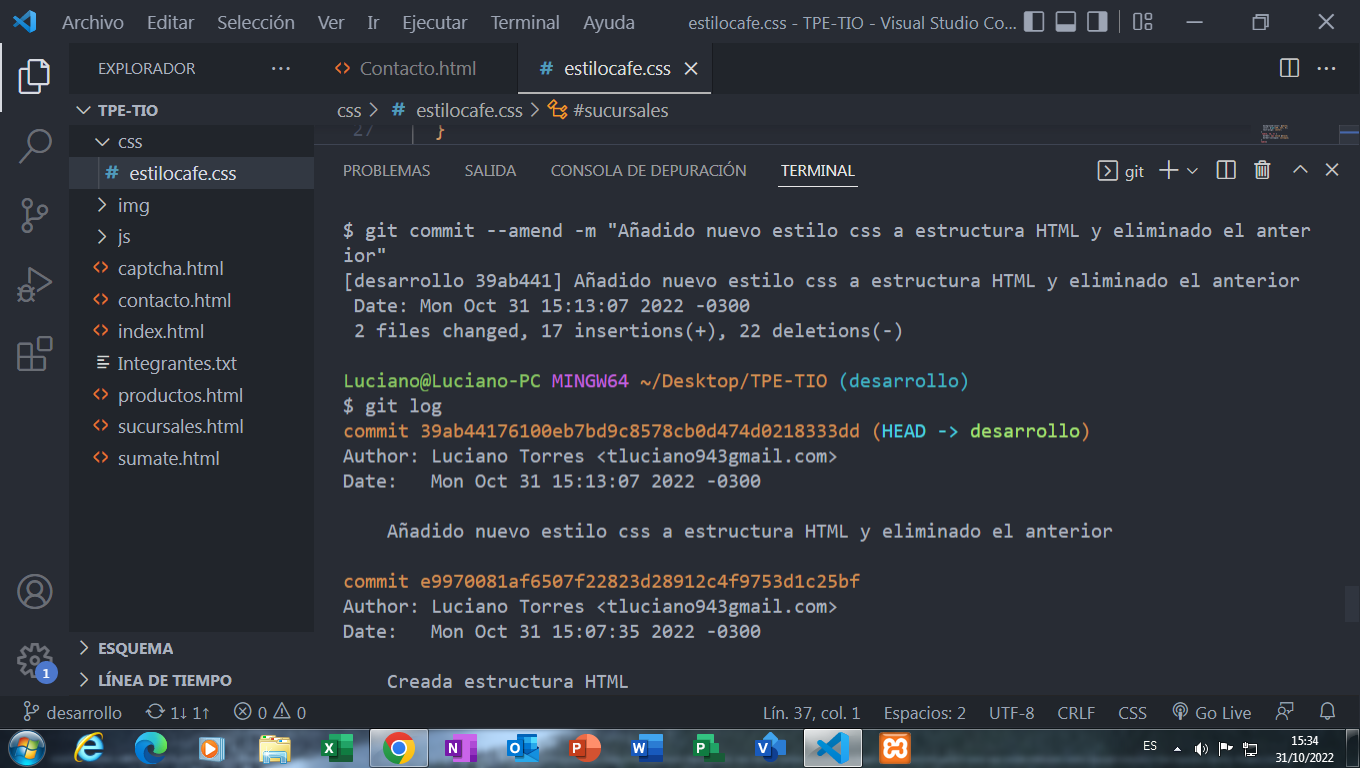 Archivo Editar Selección Ver Ir Ejecutar Terminal Ayuda estilocafe.css - TPE-TIO - Visual Studio Co...
EXPLORADOR
Contacto.html
# estilocafe.css
TPE-TIO
css > # estilocafe.css > #sucursales
css
27 }
# estilocafe.css
img
js
captcha.html
contacto.html
index.html
Integrantes.txt
productos.html
sucursales.html
sumate.html
ESQUEMA
LÍNEA DE TIEMPO
PROBLEMAS SALIDA CONSOLA DE DEPURACIÓN TERMINAL git
$ git commit --amend -m "Añadido nuevo estilo css a estructura HTML y eliminado el anter
ior"
[desarrollo 39ab441] Añadido nuevo estilo css a estructura HTML y eliminado el anterior
Date: Mon Oct 31 15:13:07 2022 -0300
2 files changed, 17 insertions(+), 22 deletions(-)
Luciano@Luciano-PC MINGW64 ~/Desktop/TPE-TIO (desarrollo)
$ git log
commit 39ab44176100eb7bd9c8578cb0d474d0218333dd (HEAD -> desarrollo)
Author: Luciano Torres <tluciano943gmail.com>
Date:   Mon Oct 31 15:13:07 2022 -0300
Añadido nuevo estilo css a estructura HTML y eliminado el anterior
commit e9970081af6507f22823d28912c4f9753d1c25bf
Author: Luciano Torres <tluciano943gmail.com>
Date:   Mon Oct 31 15:07:35 2022 -0300
Creada estructura HTML
1
desarrollo 1↓ 1↑ 0 0 Lín. 37, col. 1 Espacios: 2 UTF-8 CRLF CSS Go Live
ES
15:34
31/10/2022